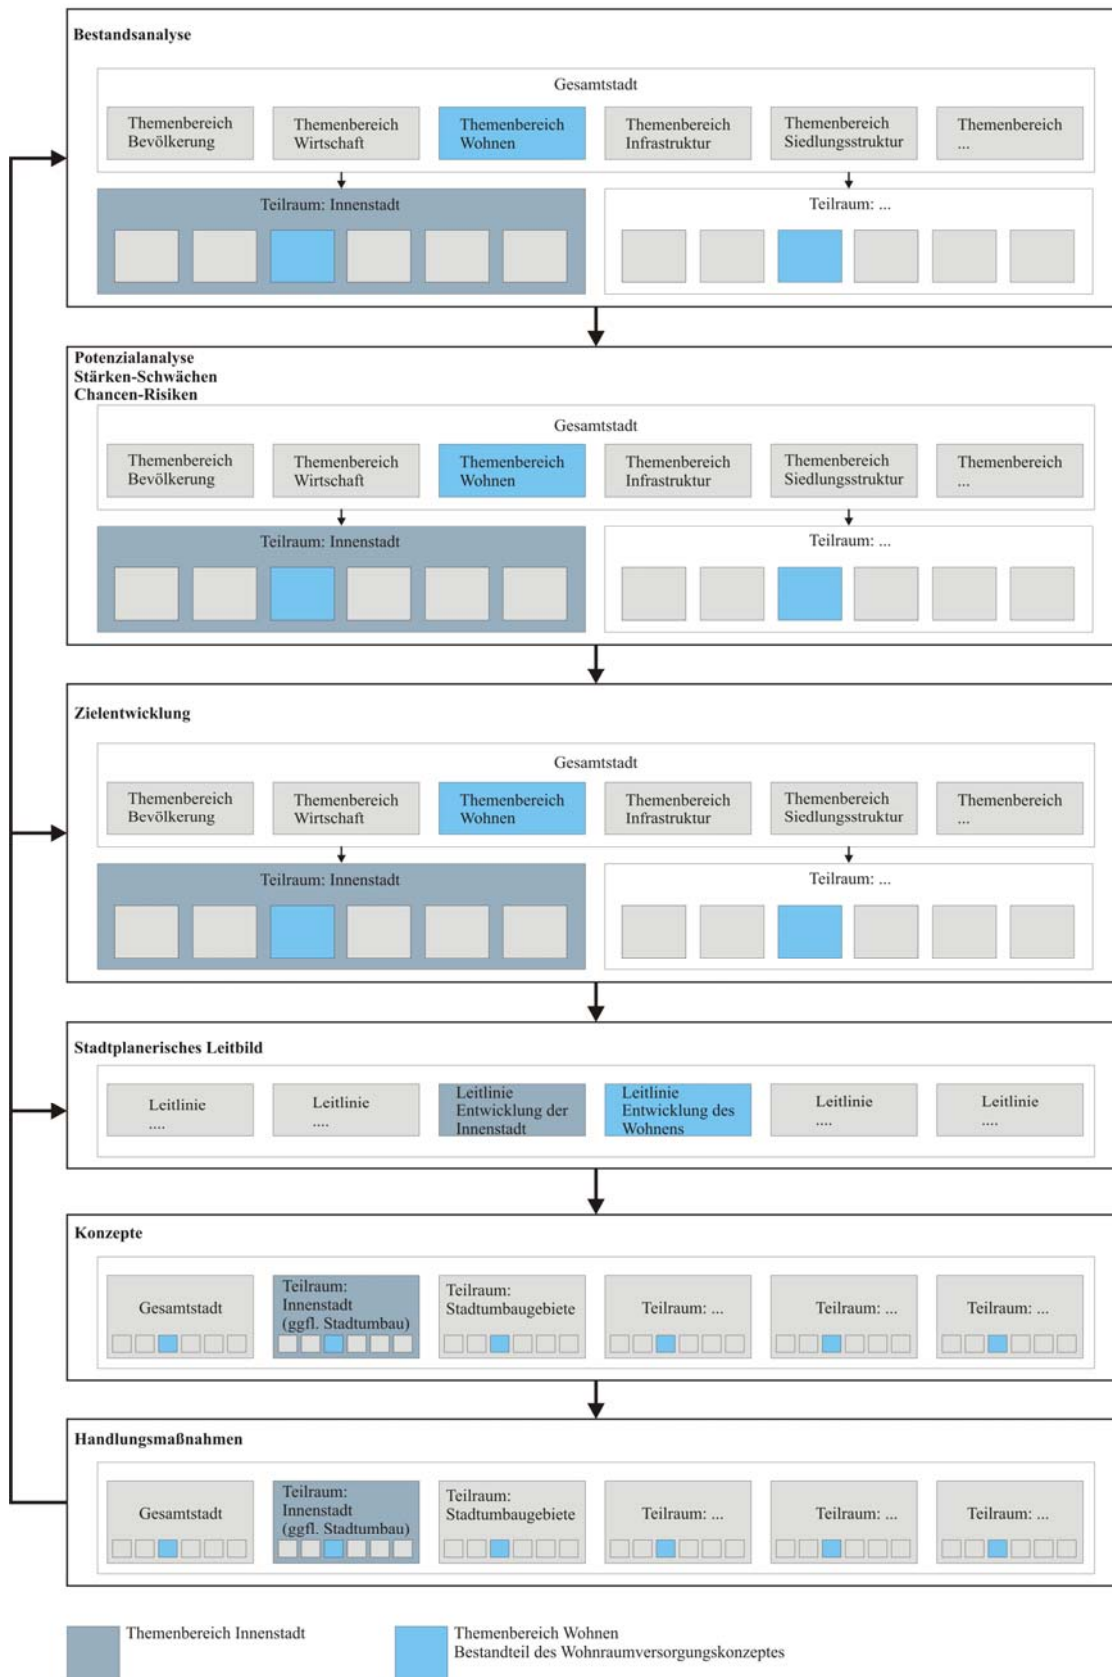 Bestandsanalyse
Gesamtstadt
Themenbereich
Bevölkerung
Themenbereich
Wirtschaft
Themenbereich
Wohnen
Themenbereich
Infrastruktur
Themenbereich
Siedlungsstruktur
Themenbereich
...
Teilraum: Innenstadt
Teilraum: ...
Potenzialanalyse
Stärken-Schwächen
Chancen-Risiken
Gesamtstadt
Themenbereich
Bevölkerung
Themenbereich
Wirtschaft
Themenbereich
Wohnen
Themenbereich
Infrastruktur
Themenbereich
Siedlungsstruktur
Themenbereich
...
Teilraum: Innenstadt
Teilraum: ...
Zielentwicklung
Gesamtstadt
Themenbereich
Bevölkerung
Themenbereich
Wirtschaft
Themenbereich
Wohnen
Themenbereich
Infrastruktur
Themenbereich
Siedlungsstruktur
Themenbereich
...
Teilraum: Innenstadt
Teilraum: ...
Stadtplanerisches Leitbild
Leitlinie
....
Leitlinie
....
Leitlinie
Entwicklung der
Innenstadt
Leitlinie
Entwicklung des
Wohnens
Leitlinie
....
Leitlinie
....
Konzepte
Gesamtstadt
Teilraum:
Innenstadt
(ggfl. Stadtumbau)
Teilraum:
Stadtumbaugebiete
Teilraum: ...
Teilraum: ...
Teilraum: ...
Handlungsmaßnahmen
Gesamtstadt
Teilraum:
Innenstadt
(ggfl. Stadtumbau)
Teilraum:
Stadtumbaugebiete
Teilraum: ...
Teilraum: ...
Teilraum: ...
Themenbereich Innenstadt
Themenbereich Wohnen
Bestandteil des Wohnraumversorgungskonzeptes